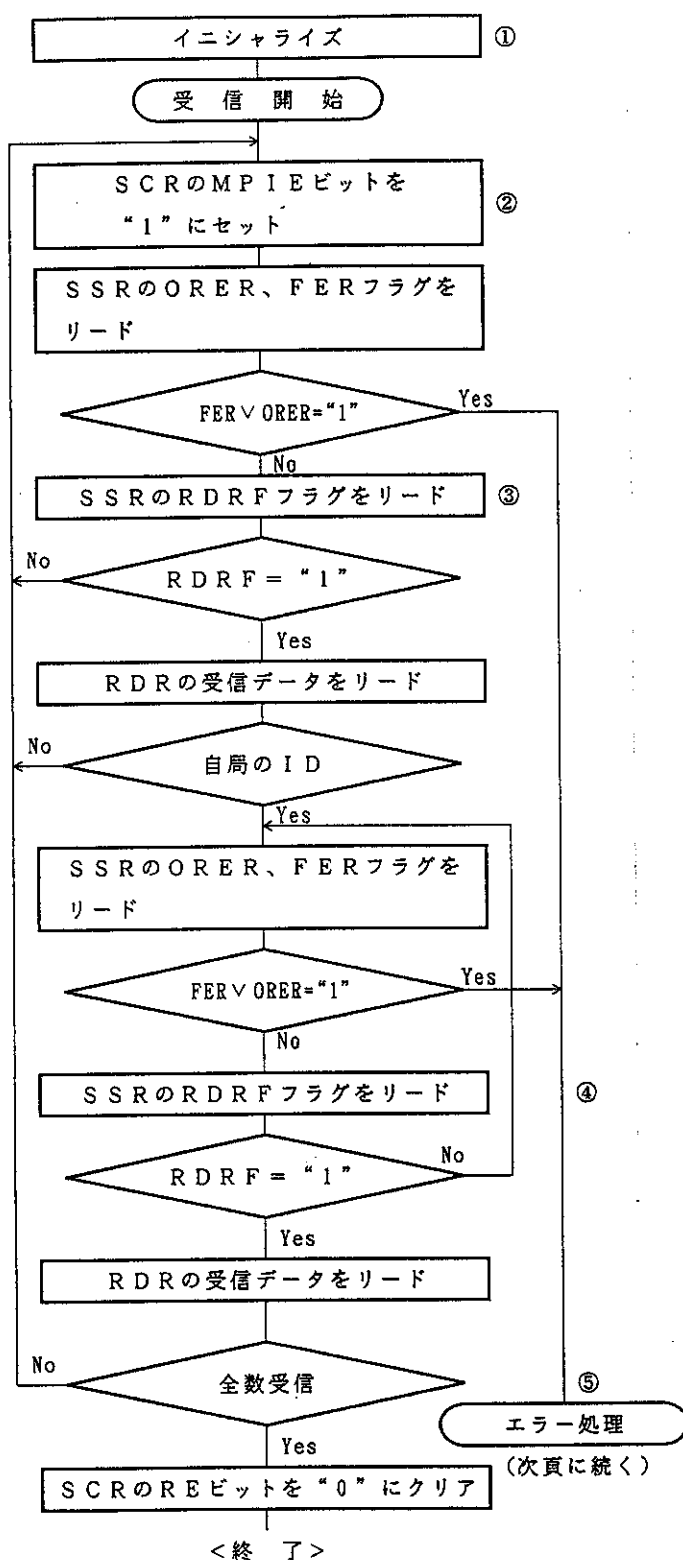 イニシャライズ
①
受信開始
SCRのMPIEビットを
“1”にセット
②
SSRのORER、FERフラグを
リード
FER∨ORER=“1”
Yes
No
SSRのRDRFフラグをリード
③
No
RDRF=“1”
Yes
RDRの受信データをリード
No
自局のID
Yes
SSRのORER、FERフラグを
リード
FER∨ORER=“1”
Yes
No
SSRのRDRFフラグをリード
④
RDRF=“1”
No
Yes
RDRの受信データをリード
No
全数受信
⑤
エラー処理
Yes
(次頁に続く)
SCRのREビットを“0”にクリア
<終 了>